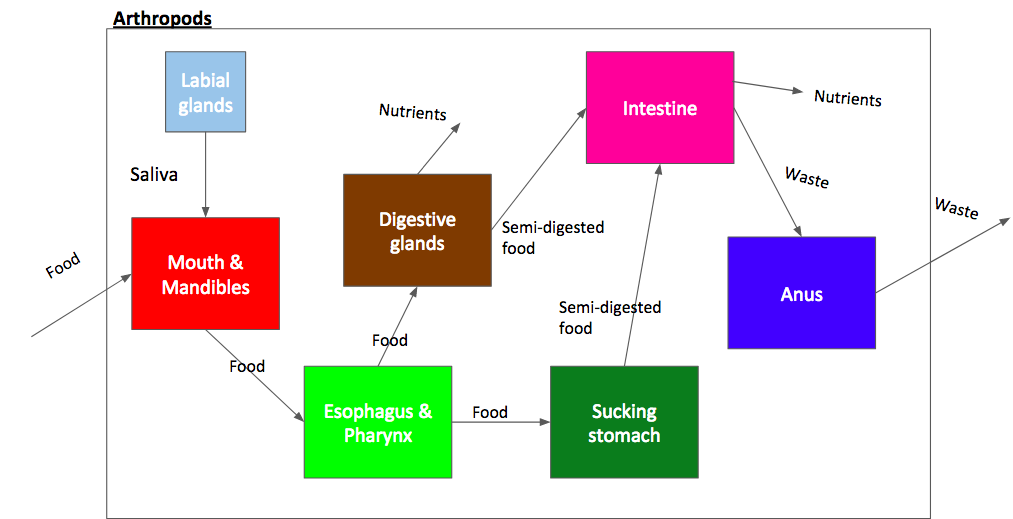 Arthropods
Labial
glands
Saliva
Food
Mouth &
Mandibles
Food
Esophagus &
Pharynx
Food
Digestive
glands
Nutrients
Semi-digested
food
Food
Sucking
stomach
Semi-digested
food
Intestine
Nutrients
Waste
Anus
Waste